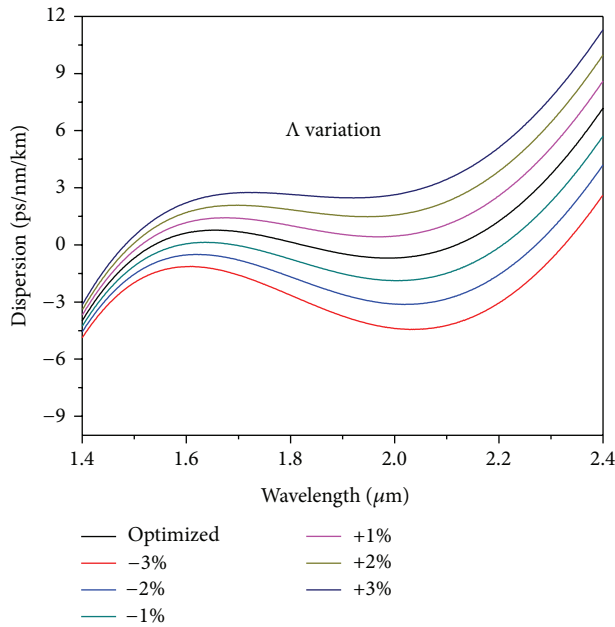 12
9
6
3
0
−3
−6
−9
Dispersion (ps/nm/km)
Λ variation
1.4 1.6 1.8 2.0 2.2 2.4
Wavelength (μm)
Optimized +1%
−3% +2%
−2% +3%
−1%